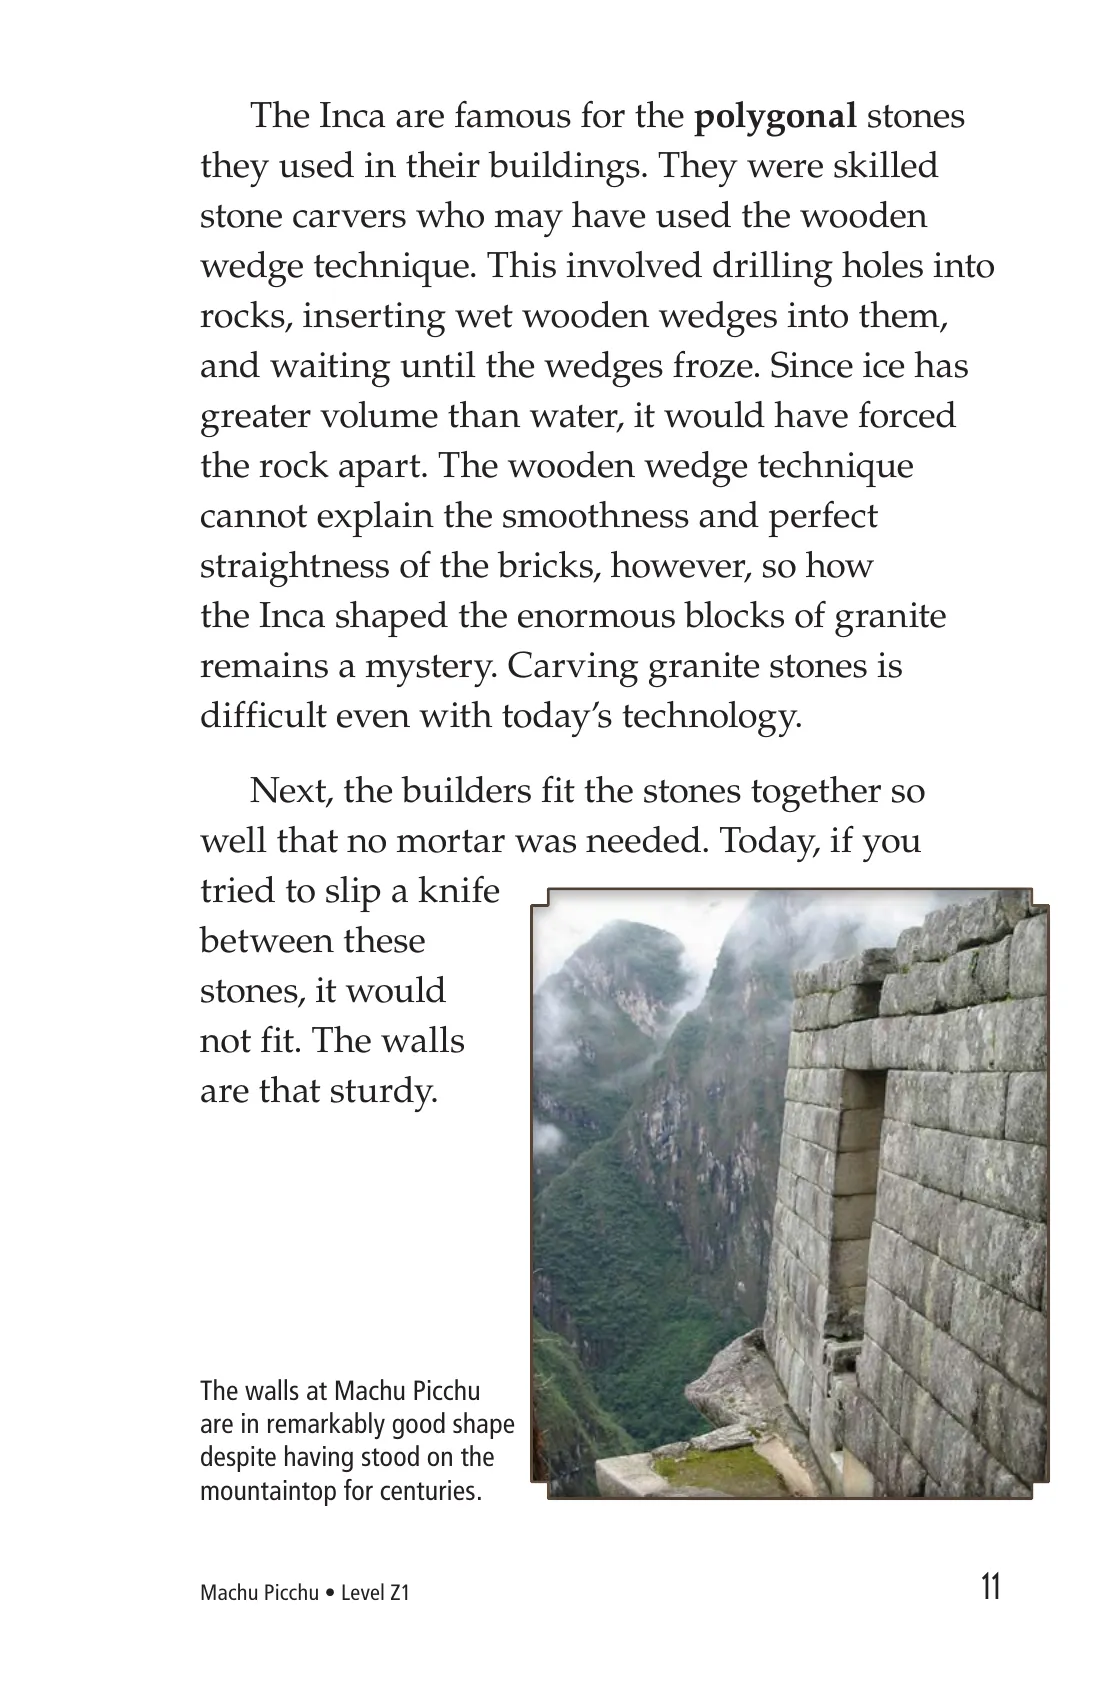 The Inca are famous for the polygonal stones
they used in their buildings. They were skilled
stone carvers who may have used the wooden
wedge technique. This involved drilling holes into
rocks, inserting wet wooden wedges into them,
and waiting until the wedges froze. Since ice has
greater volume than water, it would have forced
the rock apart. The wooden wedge technique
cannot explain the smoothness and perfect
straightness of the bricks, however, so how
the Inca shaped the enormous blocks of granite
remains a mystery. Carving granite stones is
difficult even with today’s technology.
Next, the builders fit the stones together so
well that no mortar was needed. Today, if you
tried to slip a knife
between these
stones, it would
not fit. The walls
are that sturdy.
The walls at Machu Picchu
are in remarkably good shape
despite having stood on the
mountaintop for centuries.
Machu Picchu • Level Z1
11